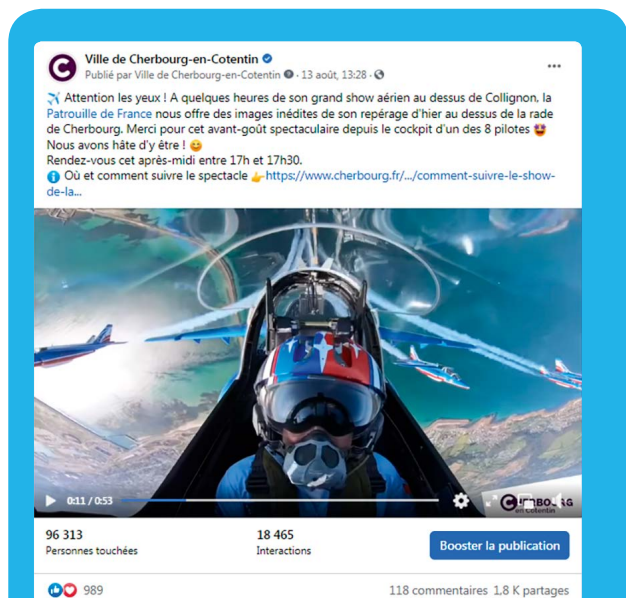 Ville de Cherbourg-en-Cotentin
Publié par Ville de Cherbourg-en-Cotentin · 13 août, 13:28 ·
Attention les yeux ! A quelques heures de son grand show aérien au dessus de Collignon, la
Patrouille de France nous offre des images inédites de son repérage d'hier au dessus de la rade
de Cherbourg. Merci pour cet avant-goût spectaculaire depuis le cockpit d'un des 8 pilotes 🤩
Nous avons hâte d'y être ! 😀
Rendez-vous cet après-midi entre 17h et 17h30.
ℹ️ Où et comment suivre le spectacle 👉https://www.cherbourg.fr/.../comment-suivre-le-show-
de-la...
0:11 / 0:53
CHERBOURG
en Cotentin
96 313
Personnes touchées
18 465
Interactions
Booster la publication
989
118 commentaires 1,8 K partages